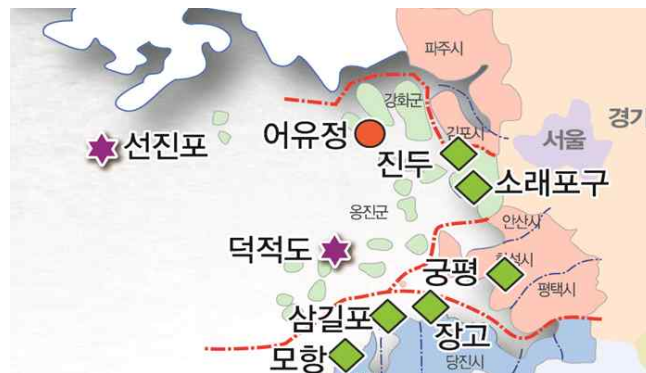 파주시
강화군
경기
어유정
김포시
서울
선진포
진두
소래포구
옹진군
안산시
덕적도
궁평
화성시
평택시
삼길포
장고
모항
당진시